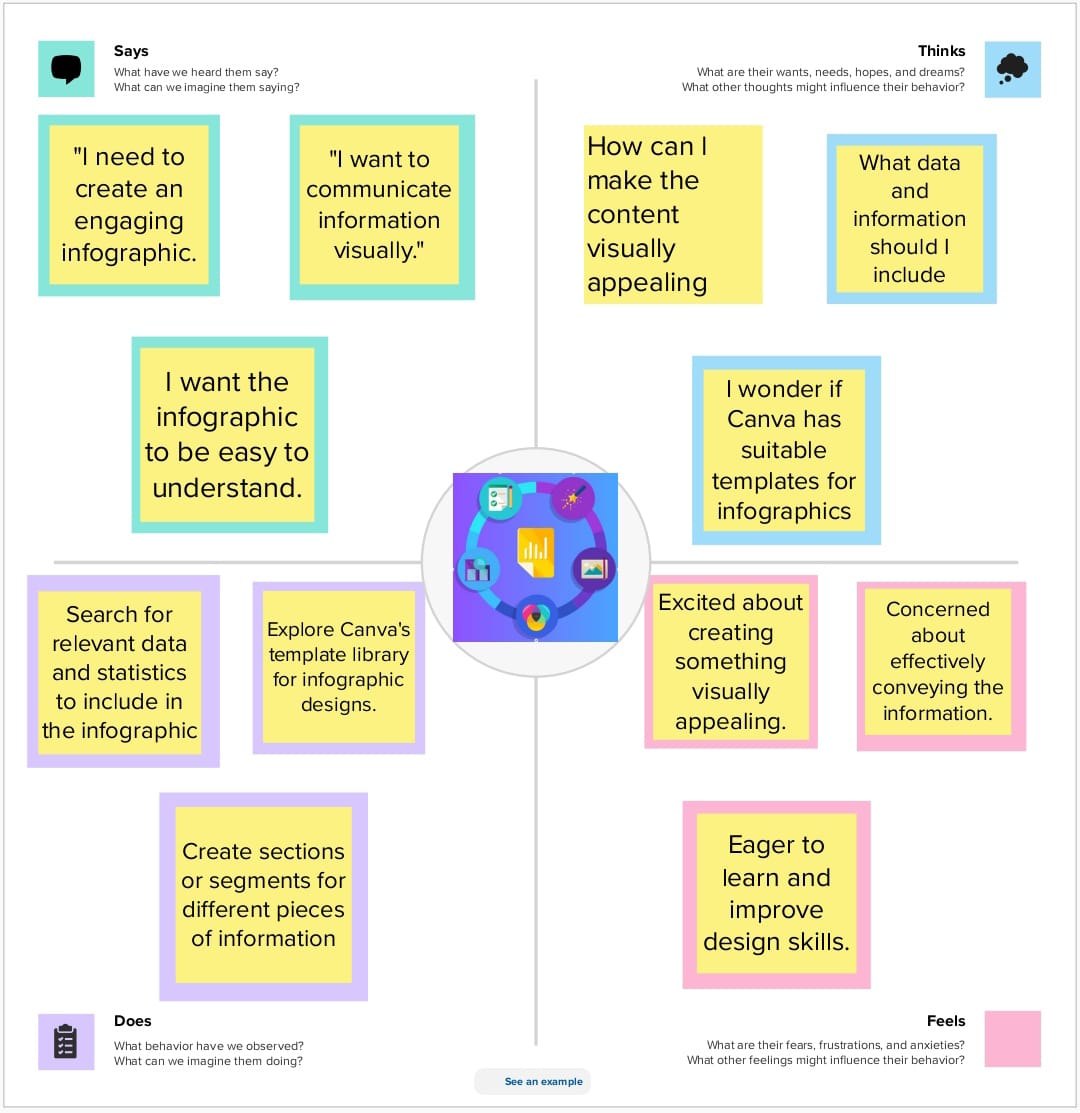 Says
What have we heard them say?
What can we imagine them saying?
Thinks
What are their wants, needs, hopes, and dreams?
What other thoughts might influence their behavior?
"I need to
create an
engaging
infographic.
"I want to
communicate
information
visually."
How can I
make the
content
visually
appealing
What data
and
information
should I
include
I want the
infographic
to be easy to
understand.
I wonder if
Canva has
suitable
templates for
infographics
Search for
relevant data
and statistics
to include in
the infographic
Explore Canva's
template library
for infographic
designs.
Excited about
creating
something
visually
appealing.
Concerned
about
effectively
conveying the
information.
Create sections
or segments for
different pieces
of information
Eager to
learn and
improve
design skills.
Does
What behavior have we observed?
What can we imagine them doing?
Feels
What are their fears, frustrations, and anxieties?
What other feelings might influence their behavior?
See an example